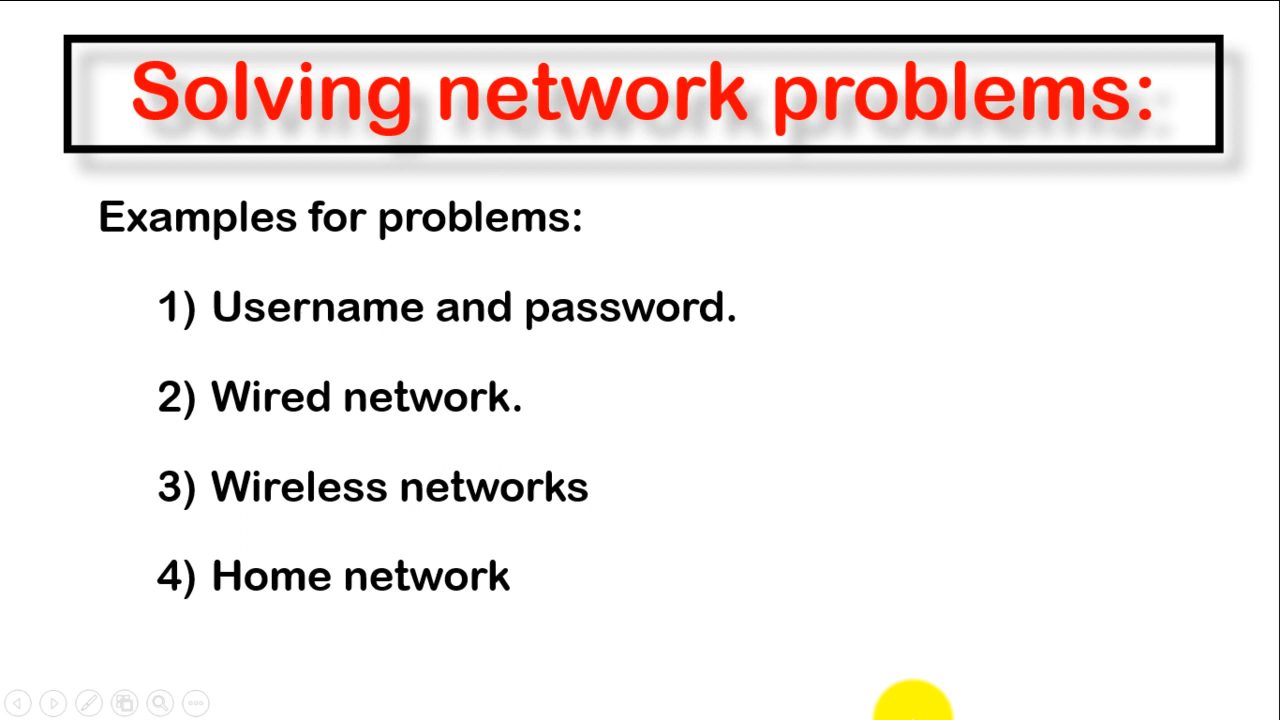 Solving network problems:
Examples for problems:
1) Username and password.
2) Wired network.
3) Wireless networks
4) Home network